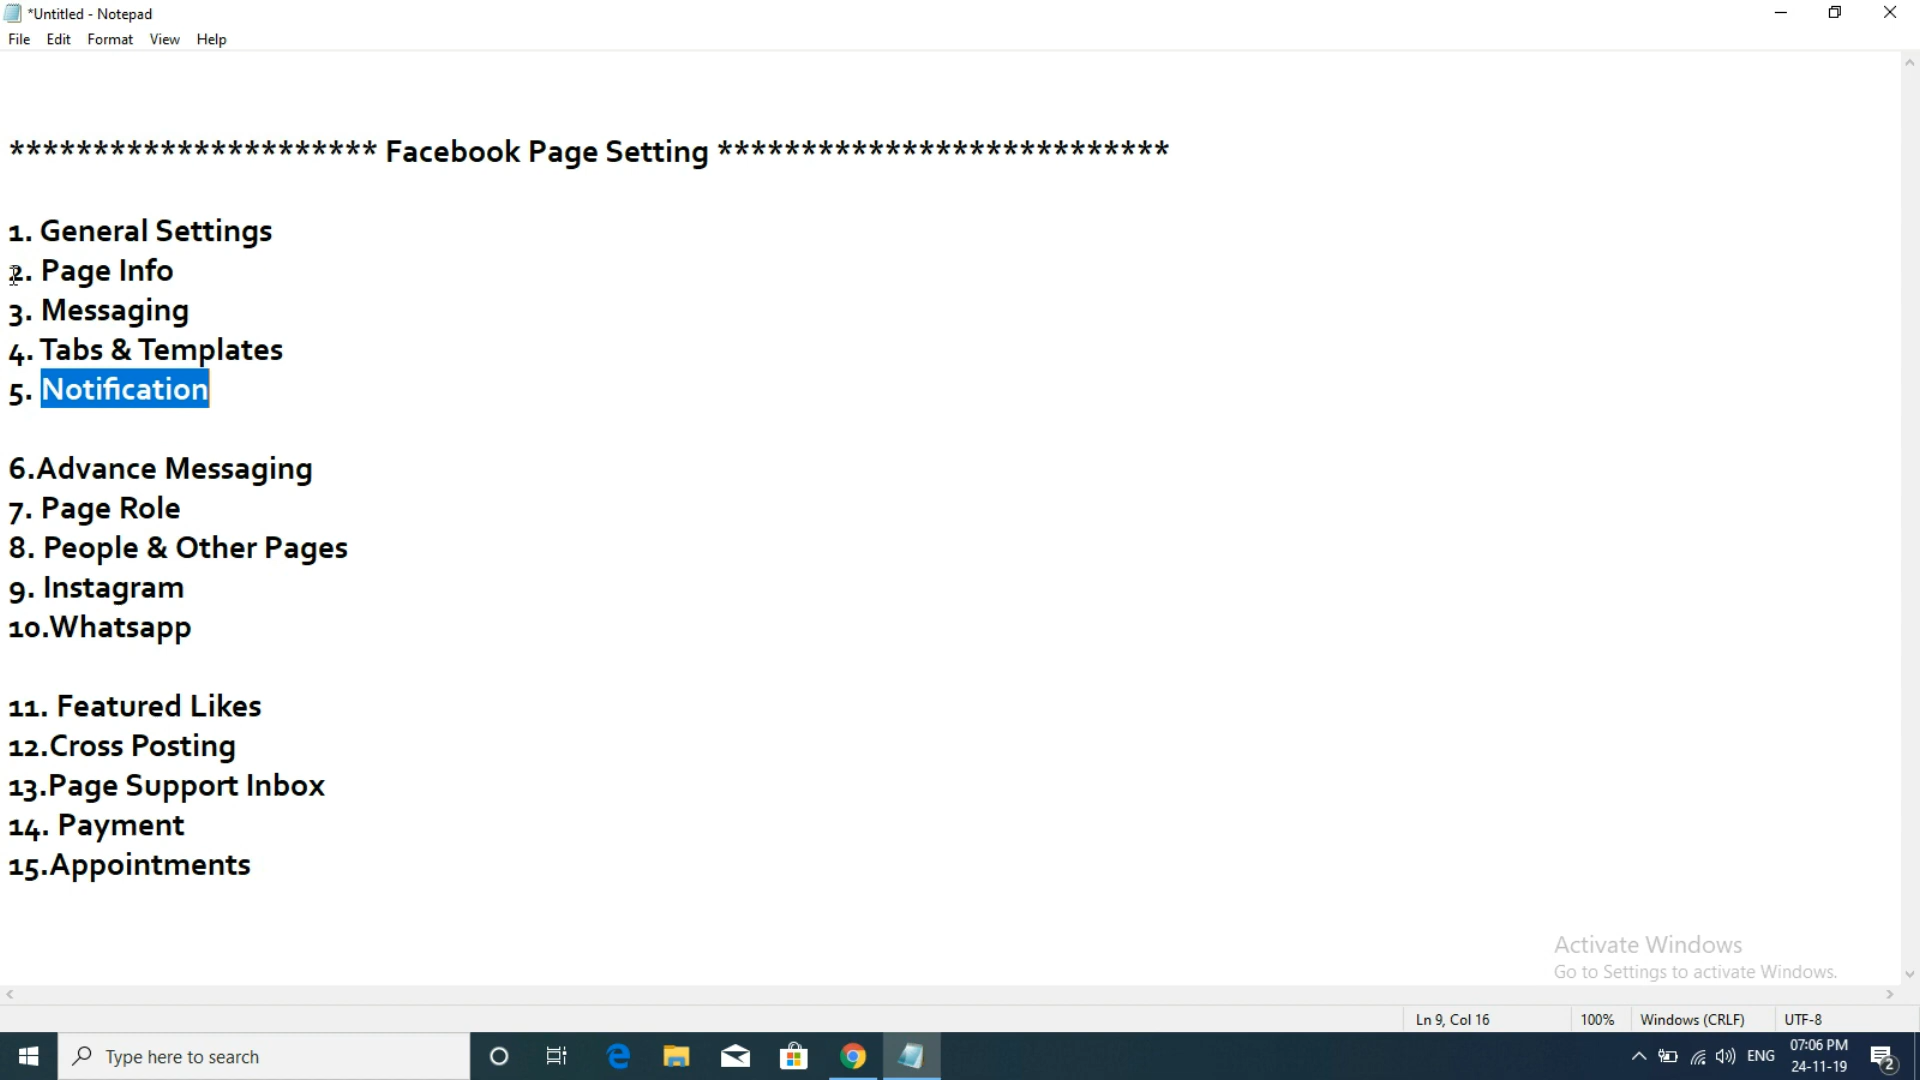 *Untitled - Notepad
File Edit Format View Help
********************** Facebook Page Setting ***************************
1. General Settings
2. Page Info
3. Messaging
4. Tabs & Templates
5. Notification
6.Advance Messaging
7. Page Role
8. People & Other Pages
9. Instagram
10.Whatsapp
11. Featured Likes
12.Cross Posting
13.Page Support Inbox
14. Payment
15.Appointments
Activate Windows
Go to Settings to activate Windows.
Ln 9, Col 16 100% Windows (CRLF) UTF-8
Type here to search
ENG
07:06 PM
24-11-19
2